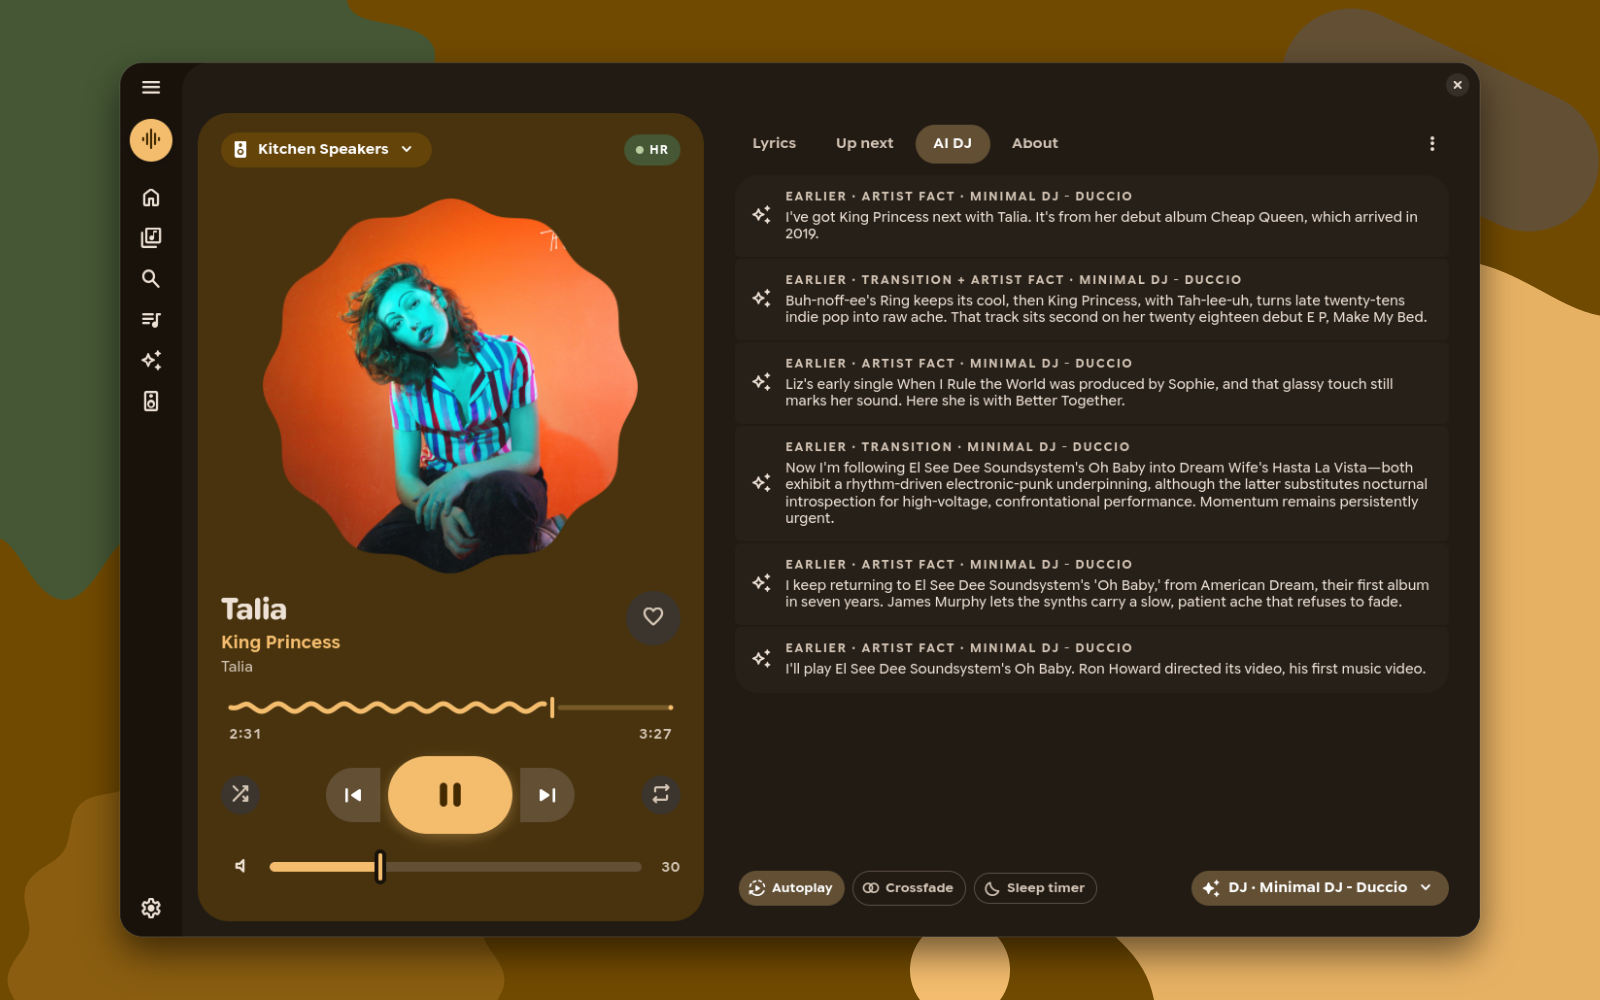 Kitchen Speakers
HR
Talia
King Princess
Talia
2:31
3:27
30
Lyrics
Up next
AI DJ
About
EARLIER · ARTIST FACT · MINIMAL DJ - DUCCIO
I've got King Princess next with Talia. It's from her debut album Cheap Queen, which arrived in
2019.
EARLIER · TRANSITION + ARTIST FACT · MINIMAL DJ - DUCCIO
Buh-noff-ee's Ring keeps its cool, then King Princess, with Tah-lee-uh, turns late twenty-tens
indie pop into raw ache. That track sits second on her twenty eighteen debut E P, Make My Bed.
EARLIER · ARTIST FACT · MINIMAL DJ - DUCCIO
Liz's early single When I Rule the World was produced by Sophie, and that glassy touch still
marks her sound. Here she is with Better Together.
EARLIER · TRANSITION · MINIMAL DJ - DUCCIO
Now I'm following El See Dee Soundsystem's Oh Baby into Dream Wife's Hasta La Vista—both
exhibit a rhythm-driven electronic-punk underpinning, although the latter substitutes nocturnal
introspection for high-voltage, confrontational performance. Momentum remains persistently
urgent.
EARLIER · ARTIST FACT · MINIMAL DJ - DUCCIO
I keep returning to El See Dee Soundsystem's 'Oh Baby,' from American Dream, their first album
in seven years. James Murphy lets the synths carry a slow, patient ache that refuses to fade.
EARLIER · ARTIST FACT · MINIMAL DJ - DUCCIO
I'll play El See Dee Soundsystem's Oh Baby. Ron Howard directed its video, his first music video.
Autoplay
Crossfade
Sleep timer
DJ · Minimal DJ - Duccio